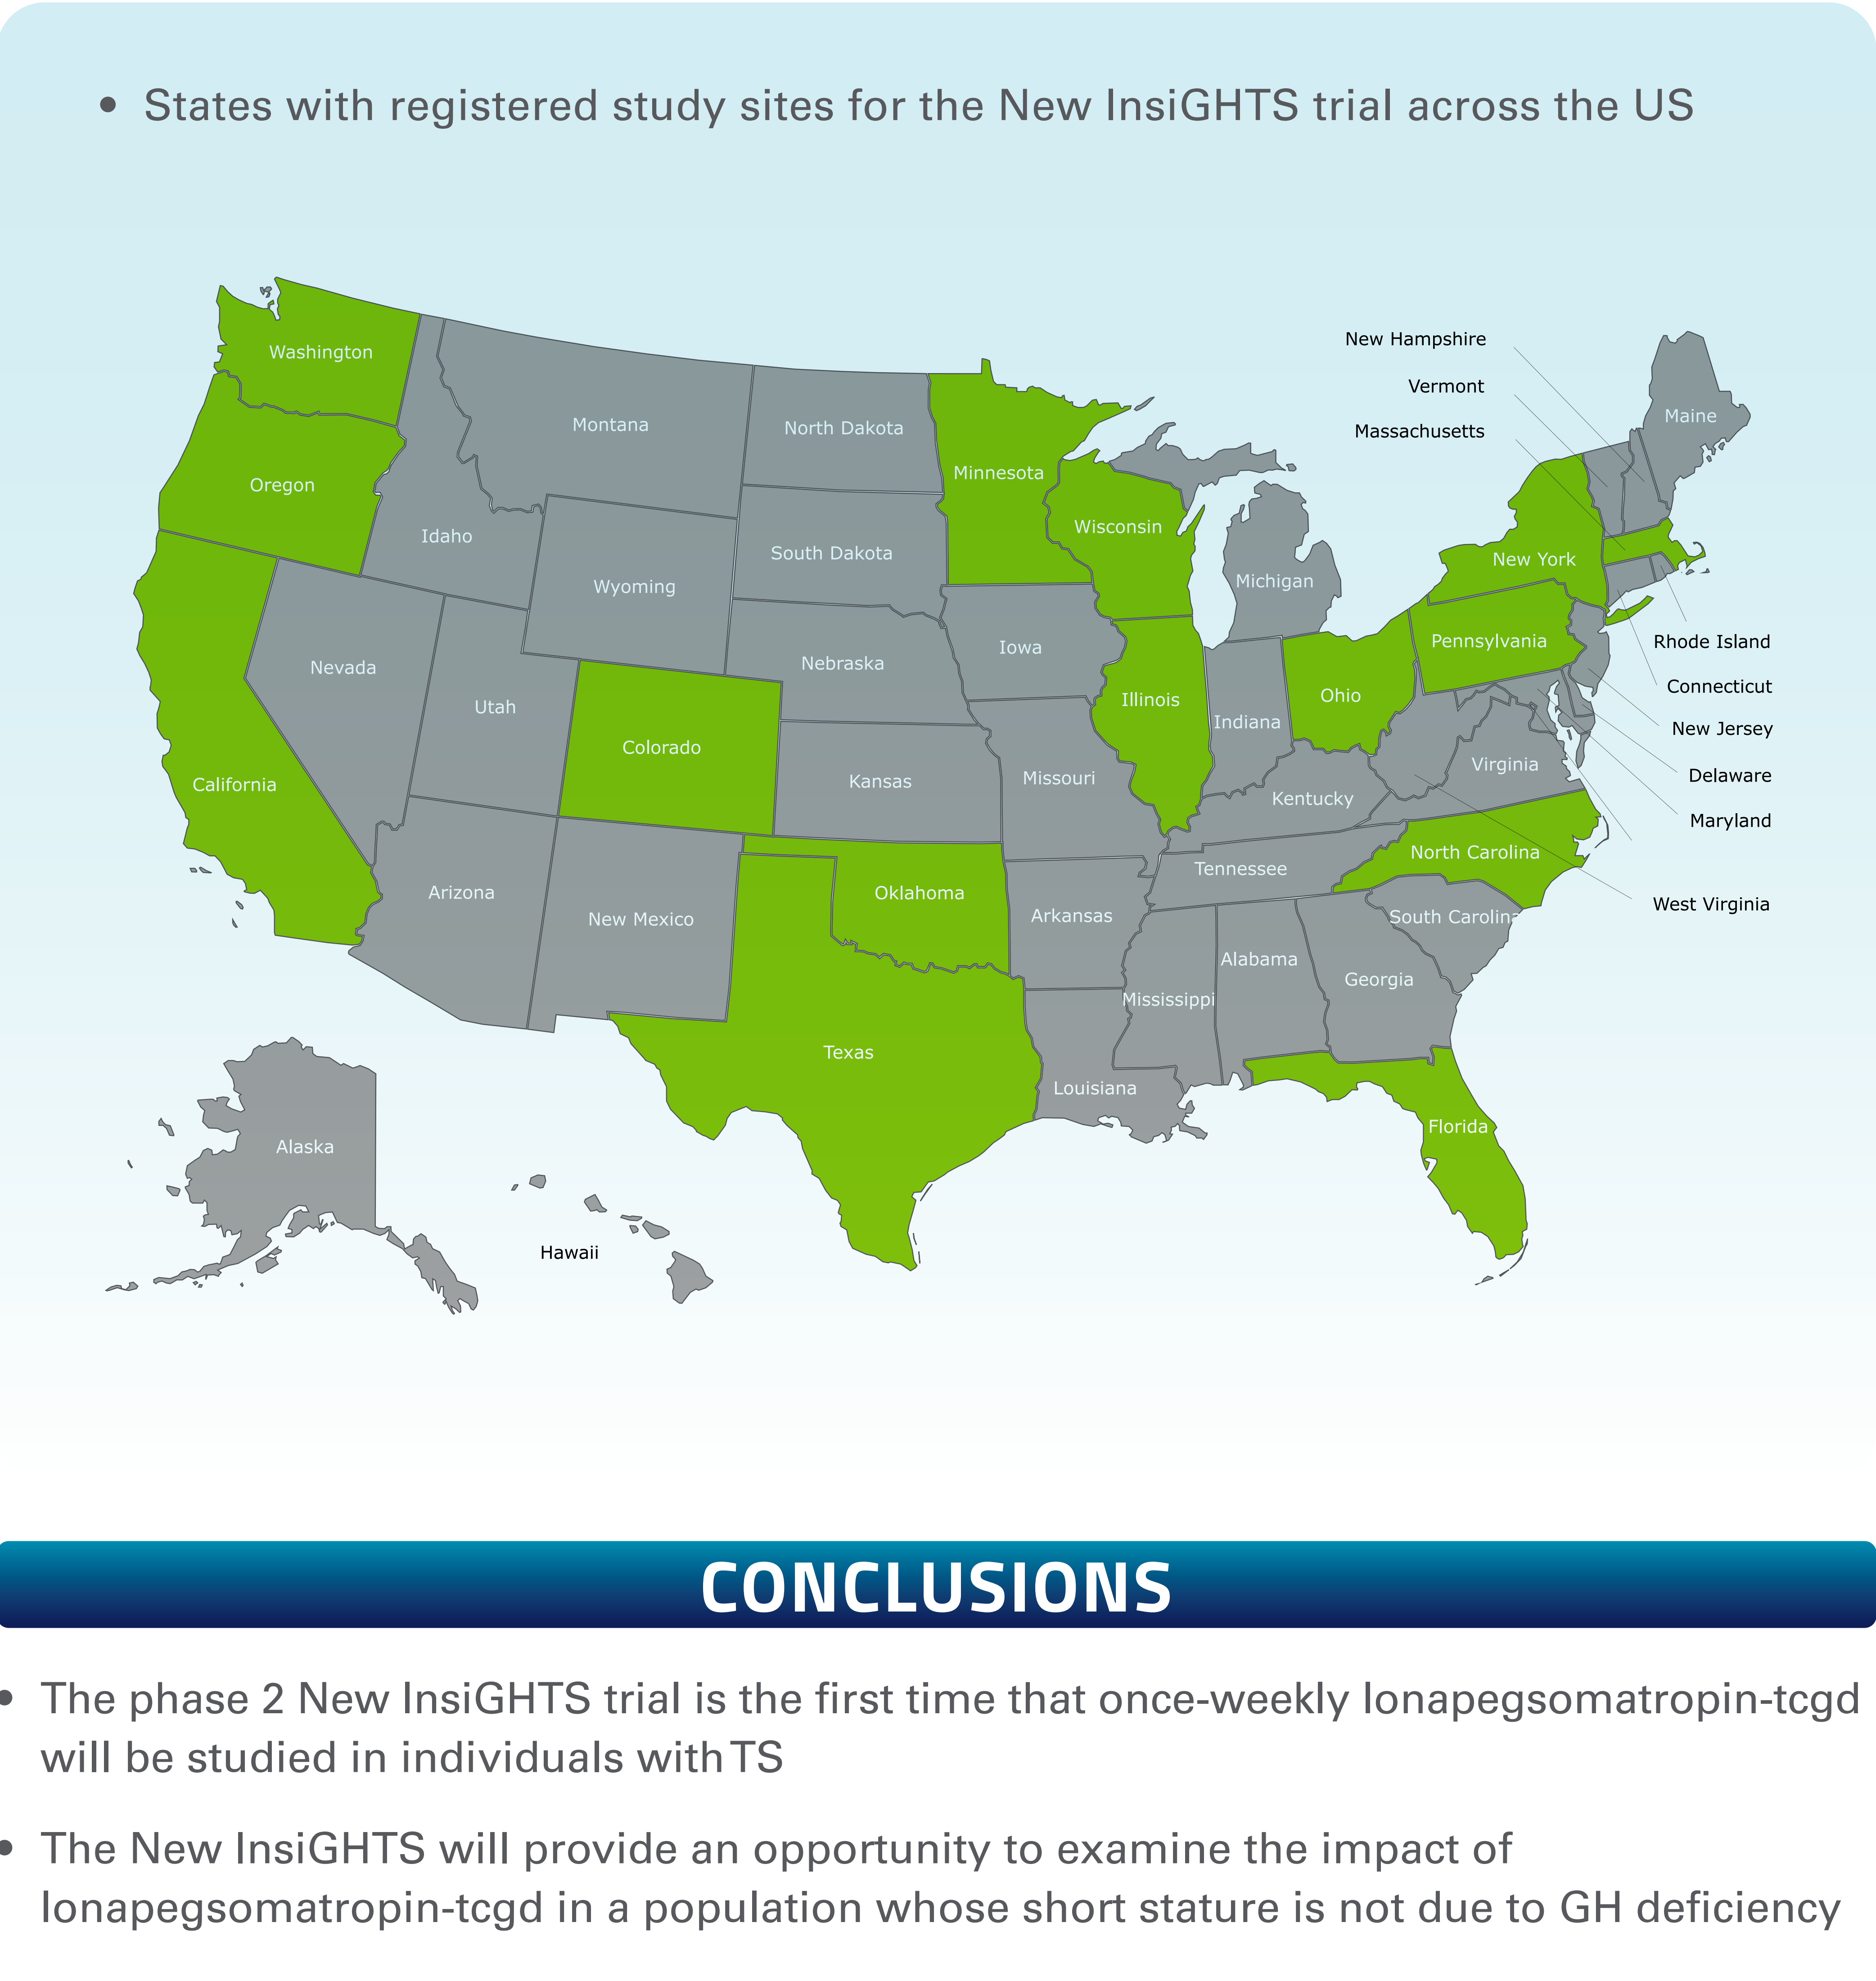 • States with registered study sites for the New InsiGHTS trial across the US
New Hampshire
Washington
Vermont
Maine
Montana
North Dakota
Massachusetts
Minnesota
Oregon
Wisconsin
Idaho
South Dakota
New York
Wyoming
Michigan
Pennsylvania
Rhode Island
Iowa
Nebraska
Nevada
Connecticut
Ohio
Illinois
Utah
Indiana
New Jersey
Colorado
Virginia
Delaware
Missouri
Kansas
California
Kentucky
Maryland
North Carolina
Tennessee
Arizona
Oklahoma
West Virginia
New Mexico
Arkansas
South Carolina
Alabama
Georgia
Mississippi
Texas
Louisiana
Florida
Alaska
Hawaii
CONCLUSIONS
• The phase 2 New InsiGHTS trial is the first time that once-weekly lonapegsomatropin-tcgd
will be studied in individuals with TS
• The New InsiGHTS will provide an opportunity to examine the impact of
lonapegsomatropin-tcgd in a population whose short stature is not due to GH deficiency